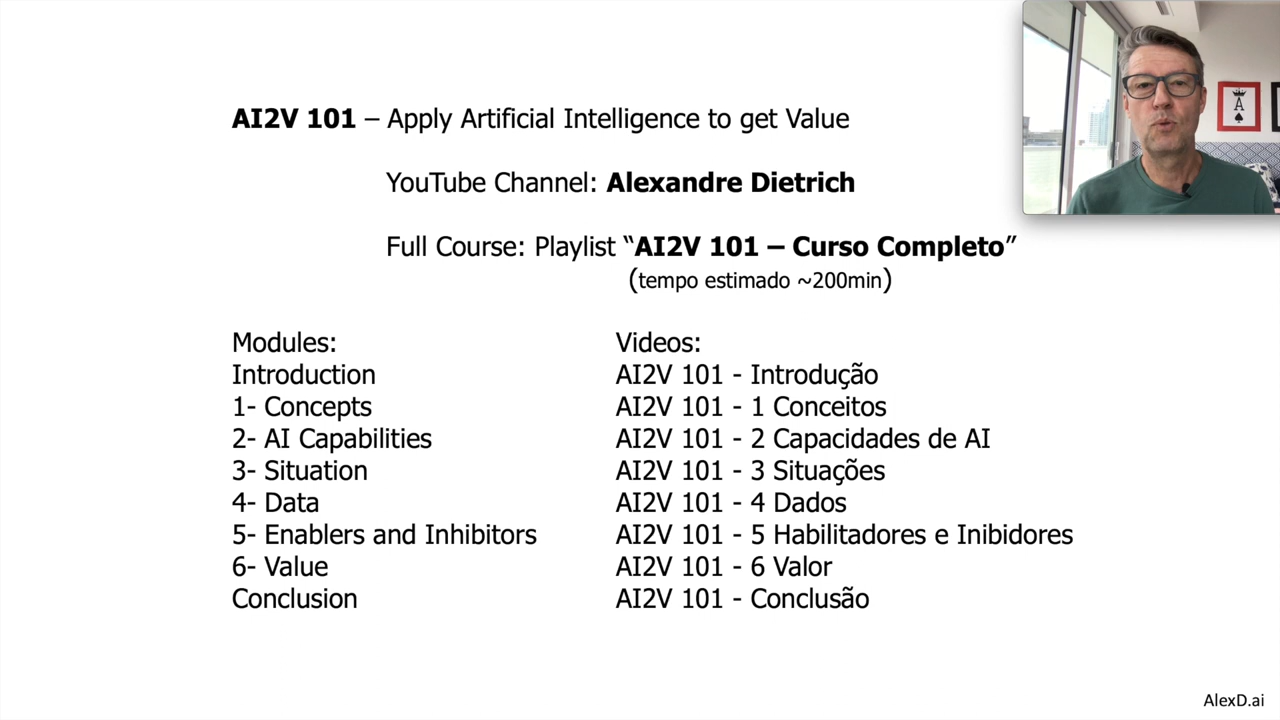 AI2V 101 – Apply Artificial Intelligence to get Value
YouTube Channel: Alexandre Dietrich
Full Course: Playlist “AI2V 101 – Curso Completo”
(tempo estimado ~200min)
Modules:
Introduction
1- Concepts
2- AI Capabilities
3- Situation
4- Data
5- Enablers and Inhibitors
6- Value
Conclusion
Videos:
AI2V 101 - Introdução
AI2V 101 - 1 Conceitos
AI2V 101 - 2 Capacidades de AI
AI2V 101 - 3 Situações
AI2V 101 - 4 Dados
AI2V 101 - 5 Habilitadores e Inibidores
AI2V 101 - 6 Valor
AI2V 101 - Conclusão
A
AlexD.ai